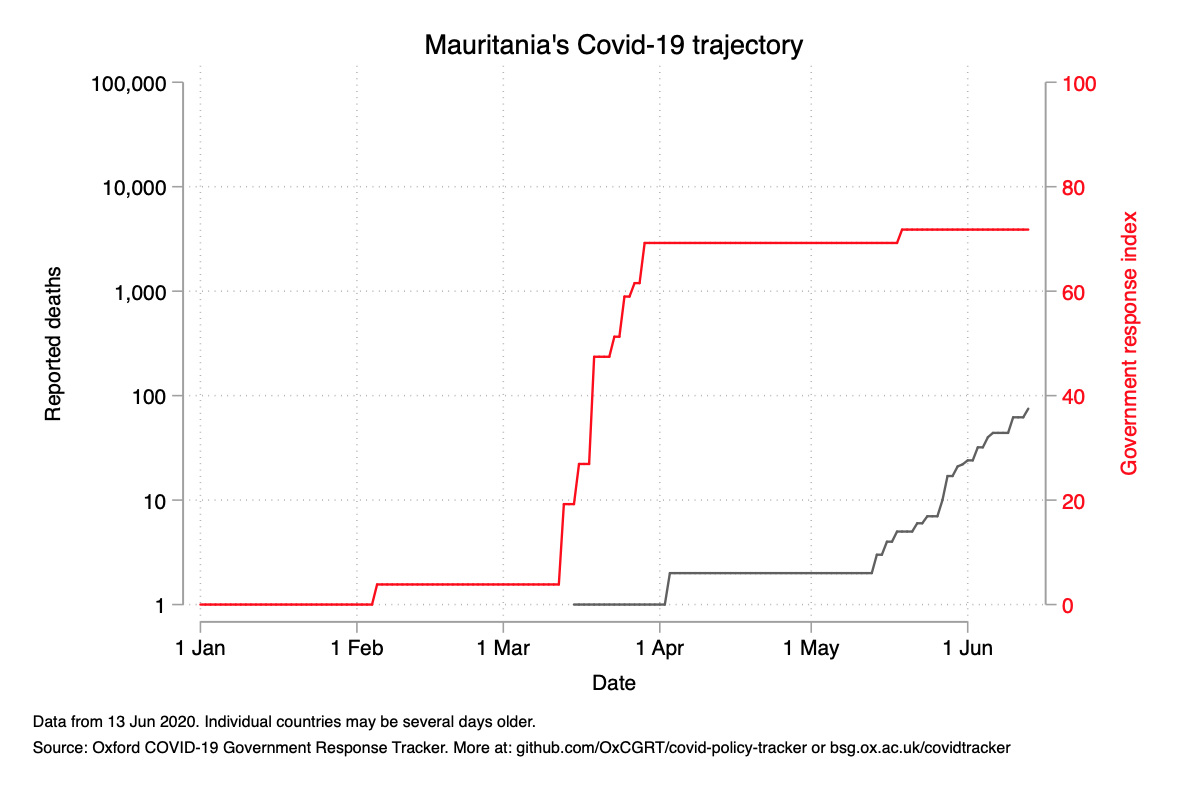 Mauritania's Covid-19 trajectory
100,000
10,000
1,000
100
10
1
Reported deaths
100
80
60
40
20
0
Government response index
1 Jan 1 Feb 1 Mar 1 Apr 1 May 1 Jun
Date
Data from 13 Jun 2020. Individual countries may be several days older.
Source: Oxford COVID-19 Government Response Tracker. More at: github.com/OxCGRT/covid-policy-tracker or bsg.ox.ac.uk/covidtracker